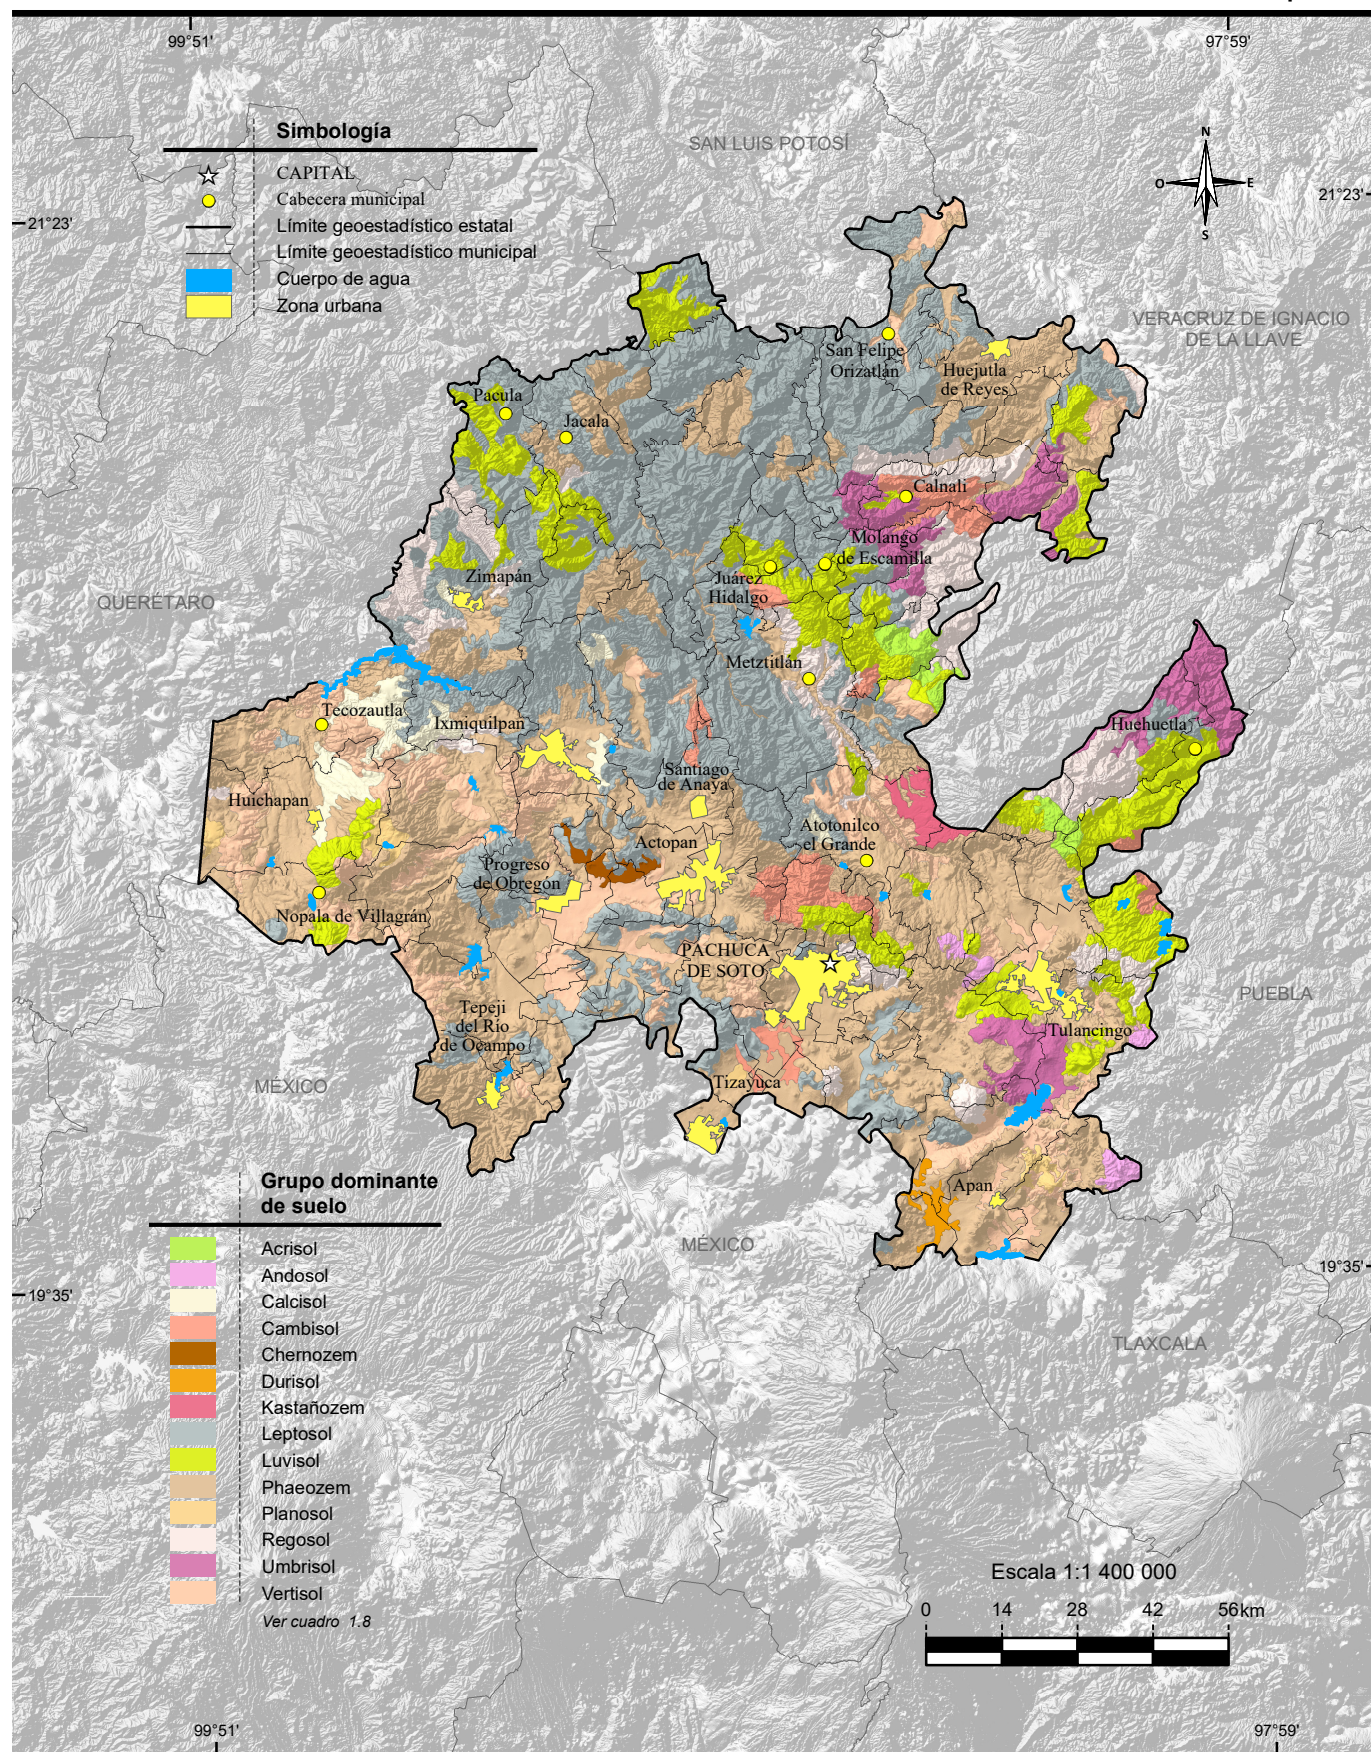 99°51'
97°59'
Simbología
CAPITAL
Cabecera municipal
Límite geoestadístico estatal
Límite geoestadístico municipal
Cuerpo de agua
Zona urbana
SAN LUIS POTOSÍ
N
O
E
S
21°23'
21°23'
VERACRUZ DE IGNACIO
DE LA LLAVE
San Felipe
Orizatlán
Huejutla
de Reyes
Pacula
Jacala
Calnali
Molango
de Escamilla
Juárez
Hidalgo
Zimapán
QUERÉTARO
Metztitlán
Tecozautla
Ixmiquilpan
Huehuetla
Santiago
de Anaya
Huichapan
Atotonilco
el Grande
Actopan
Progreso
de Obregón
Nopala de Villagrán
PACHUCA
DE SOTO
PUEBLA
Tepeji
del Río
de Ocampo
Tulancingo
MÉXICO
Tizayuca
Apan
Grupo dominante
de suelo
MÉXICO
Acrisol
Andosol
Calcisol
Cambisol
Chernozem
Durisol
Kastañozem
Leptosol
Luvisol
Phaeozem
Planosol
Regosol
Umbrisol
Vertisol
Ver cuadro 1.8
19°35'
19°35'
TLAXCALA
Escala 1:1 400 000
0 14 28 42 56km
99°51'
97°59'